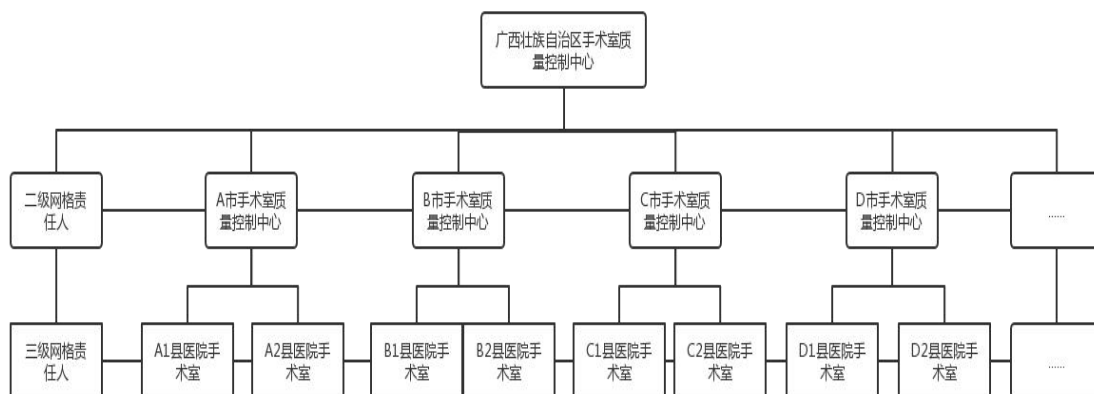 广西壮族自治区手术室质
量控制中心
二级网格责
任人
A市手术室质
量控制中心
B市手术室质
量控制中心
C市手术室质
量控制中心
D市手术室质
量控制中心
......
三级网格责
任人
A1县医院手
术室
A2县医院手
术室
B1县医院手
术室
B2县医院手
术室
C1县医院手
术室
C2县医院手
术室
D1县医院手
术室
D2县医院手
术室
......